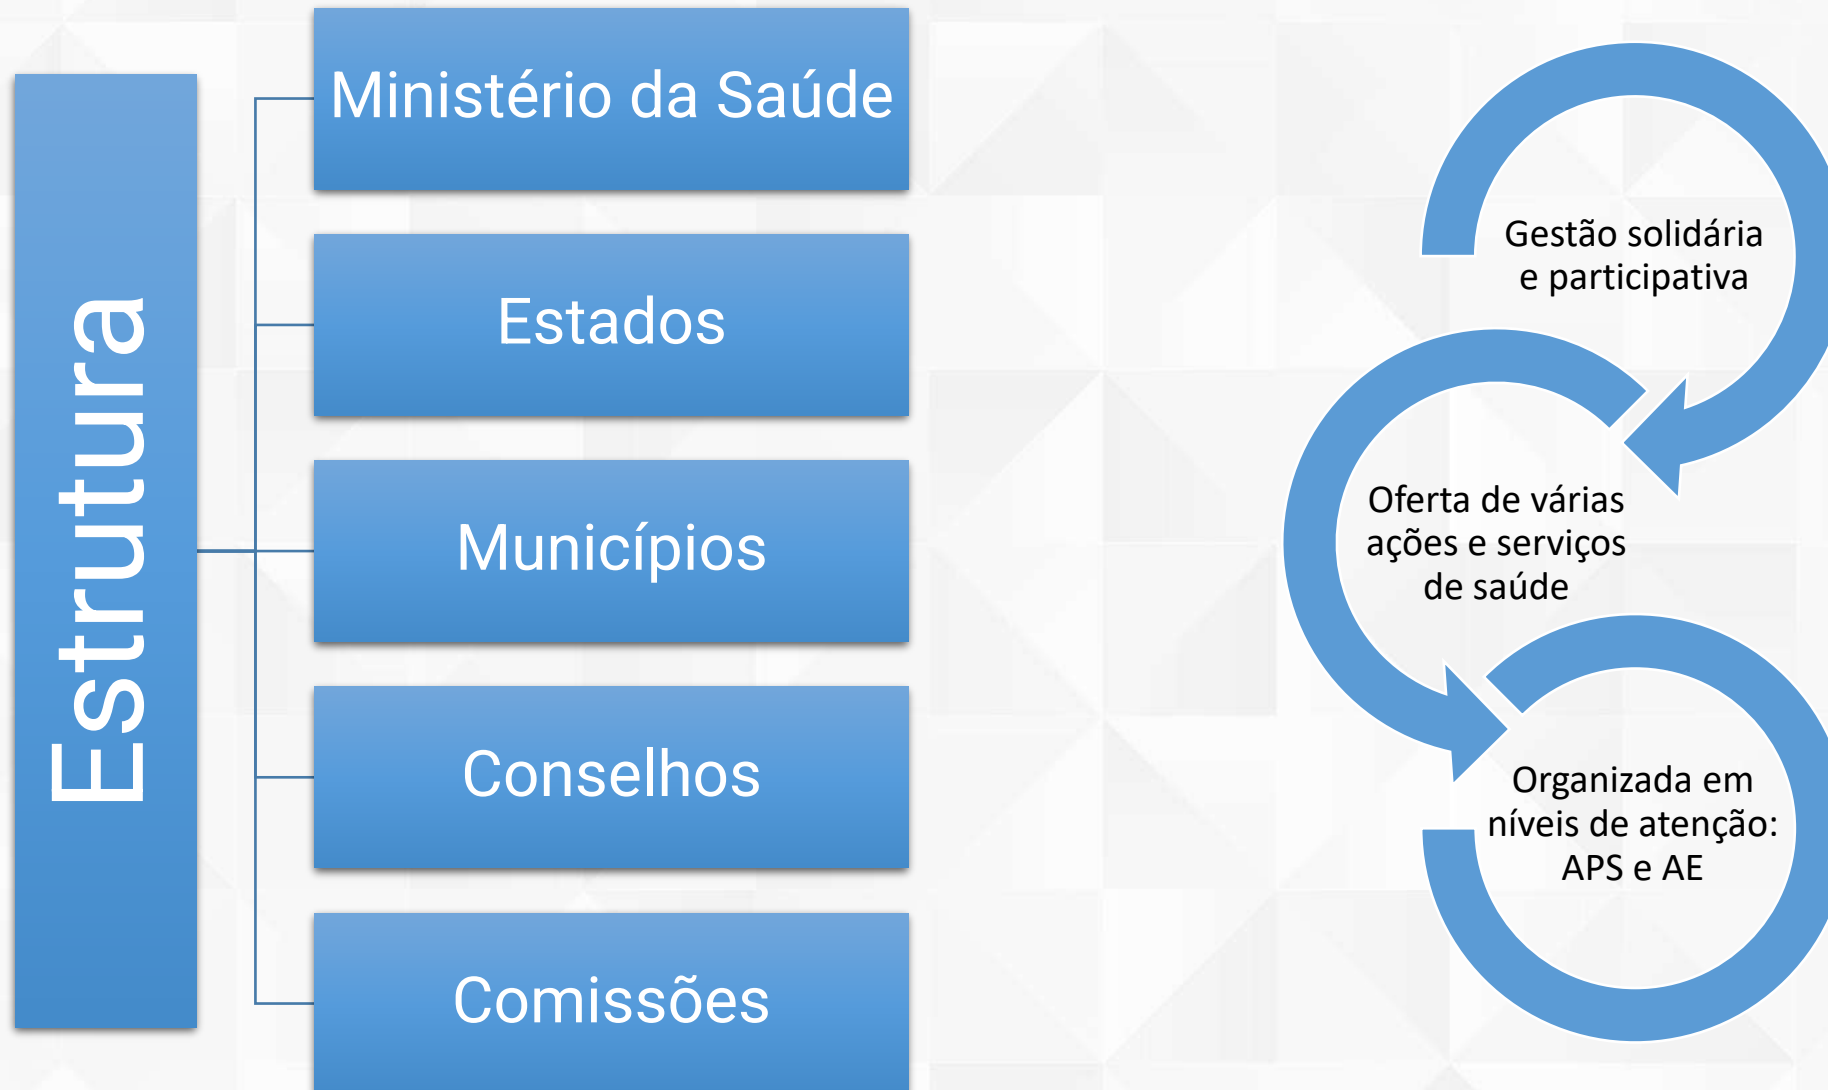 Estrutura
Ministério da Saúde
Estados
Municípios
Conselhos
Comissões
Gestão solidária
e participativa
Oferta de várias
ações e serviços
de saúde
Organizada em
níveis de atenção:
APS e AE